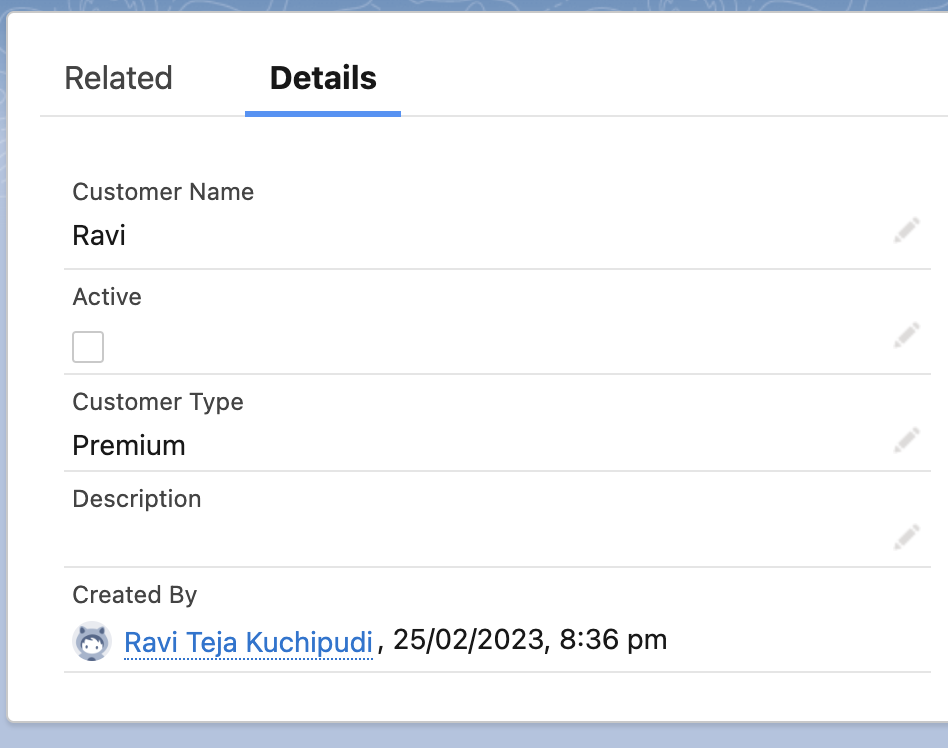 Related Details
Customer Name
Ravi
Active
Customer Type
Premium
Description
Created By
Ravi Teja Kuchipudi, 25/02/2023, 8:36 pm